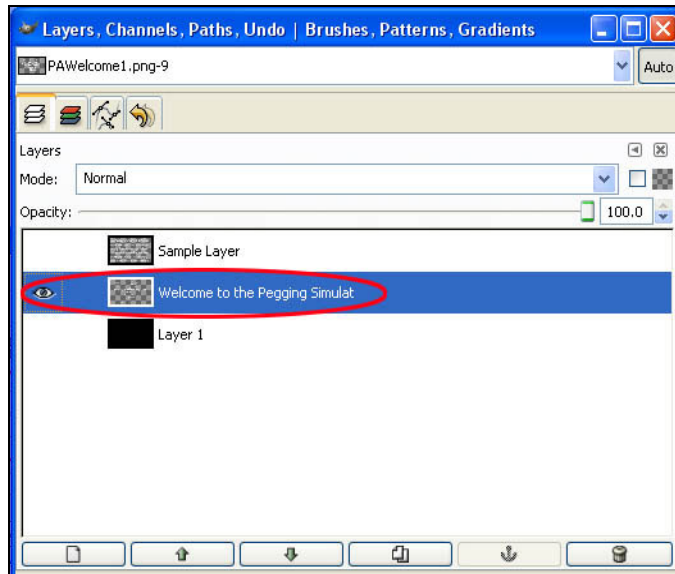 Layers, Channels, Paths, Undo | Brushes, Patterns, Gradients
PAWelcome1.png-9
Auto
Layers
Mode: Normal
Opacity: 100.0
Sample Layer
Welcome to the Pegging Simulat
Layer 1